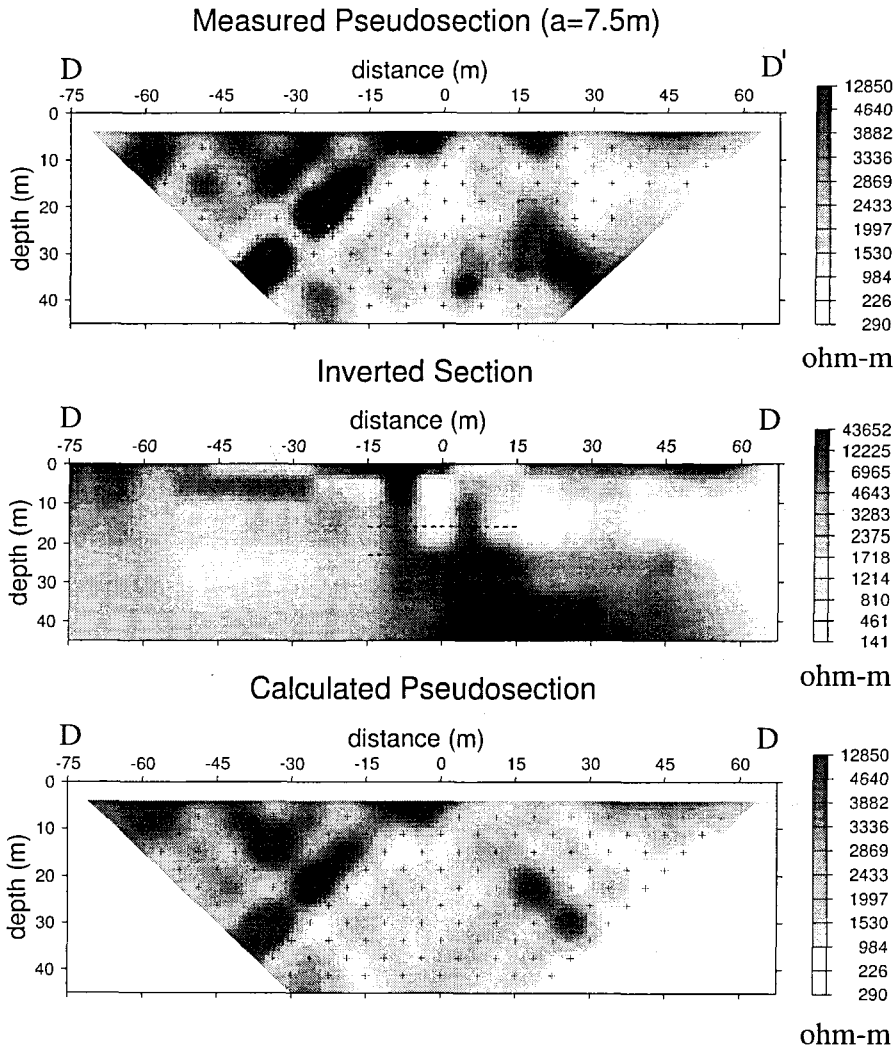 Measured Pseudosection (a=7.5m)
D D'
distance (m)
-75 -60 -45 -30 -15 0 15 30 45 60
depth (m)
0
10
20
30
40
12850
4640
3882
3336
2869
2433
1997
1530
984
226
290
ohm-m
Inverted Section
D D
distance (m)
-75 -60 -45 -30 -15 0 15 30 45 60
depth (m)
0
10
20
30
40
43652
12225
6965
4643
3283
2375
1718
1214
810
461
141
ohm-m
Calculated Pseudosection
D D
distance (m)
-75 -60 -45 -30 -15 0 15 30 45 60
depth (m)
0
10
20
30
40
12850
4640
3882
3336
2869
2433
1997
1530
984
226
290
ohm-m